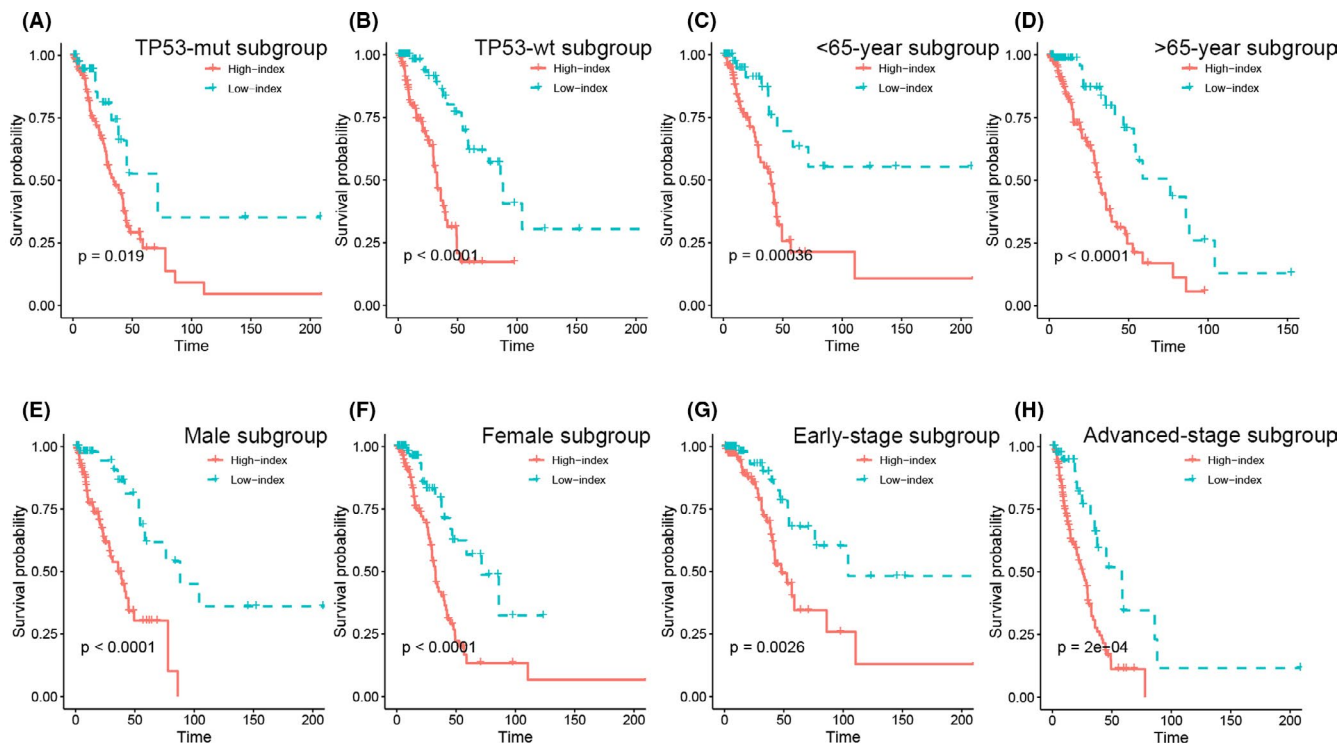 (A)
TP53-mut subgroup
High-index
Low-index
Survival probability
1.00
0.75
0.50
0.25
0.00
p = 0.019
0 50 100 150 200
Time
(B)
TP53-wt subgroup
High-index
Low-index
Survival probability
1.00
0.75
0.50
0.25
0.00
p < 0.0001
0 50 100 150 200
Time
(C)
<65-year subgroup
High-index
Low-index
Survival probability
1.00
0.75
0.50
0.25
0.00
p = 0.00036
0 50 100 150 200
Time
(D)
>65-year subgroup
High-index
Low-index
Survival probability
1.00
0.75
0.50
0.25
0.00
p < 0.0001
0 50 100 150
Time
(E)
Male subgroup
High-index
Low-index
Survival probability
1.00
0.75
0.50
0.25
0.00
p < 0.0001
0 50 100 150 200
Time
(F)
Female subgroup
High-index
Low-index
Survival probability
1.00
0.75
0.50
0.25
0.00
p < 0.0001
0 50 100 150 200
Time
(G)
Early-stage subgroup
High-index
Low-index
Survival probability
1.00
0.75
0.50
0.25
0.00
p = 0.0026
0 50 100 150 200
Time
(H)
Advanced-stage subgroup
High-index
Low-index
Survival probability
1.00
0.75
0.50
0.25
0.00
p = 2e-04
0 50 100 150 200
Time